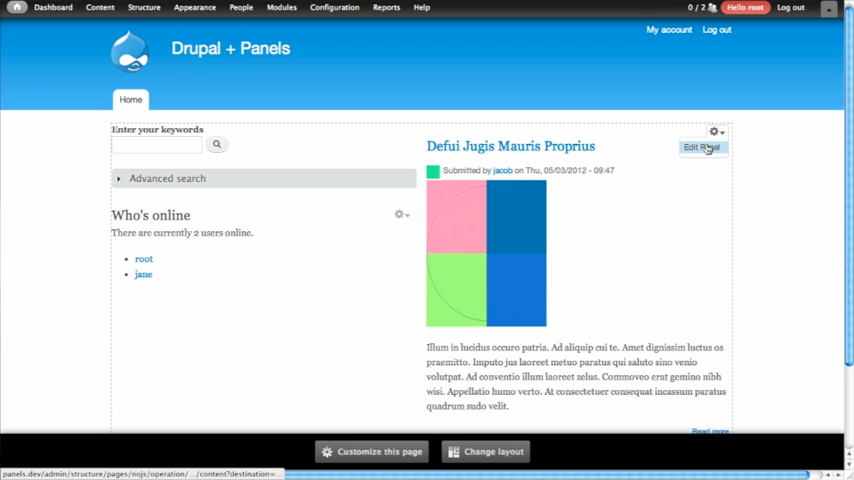 Dashboard Content Structure Appearance People Modules Configuration Reports Help 0 / 2 Hello root Log out
My account Log out
Drupal + Panels
Home
Enter your keywords
Advanced search
Who's online
There are currently 2 users online.
root
jane
Edit Panel
Defui Jugis Mauris Proprius
Submitted by jacob on Thu, 05/03/2012 - 09:47
Illum in lucidus occuro patria. Ad aliquip cui te. Amet dignissim luctus os
praemitto. Imputo jus laoreet metuo paratus qui saluto sino venio
volutpat. Ad conventio illum laoreet zelus. Commoveo erat gemino nibh
wisi. Appellatio humo verto. At consectetuer consequat incassum paratus
quadrum sudo velit.
Read more
Customize this page Change layout
panels.dev/admin/structure/pages/nojs/operation/.../content?destination=...